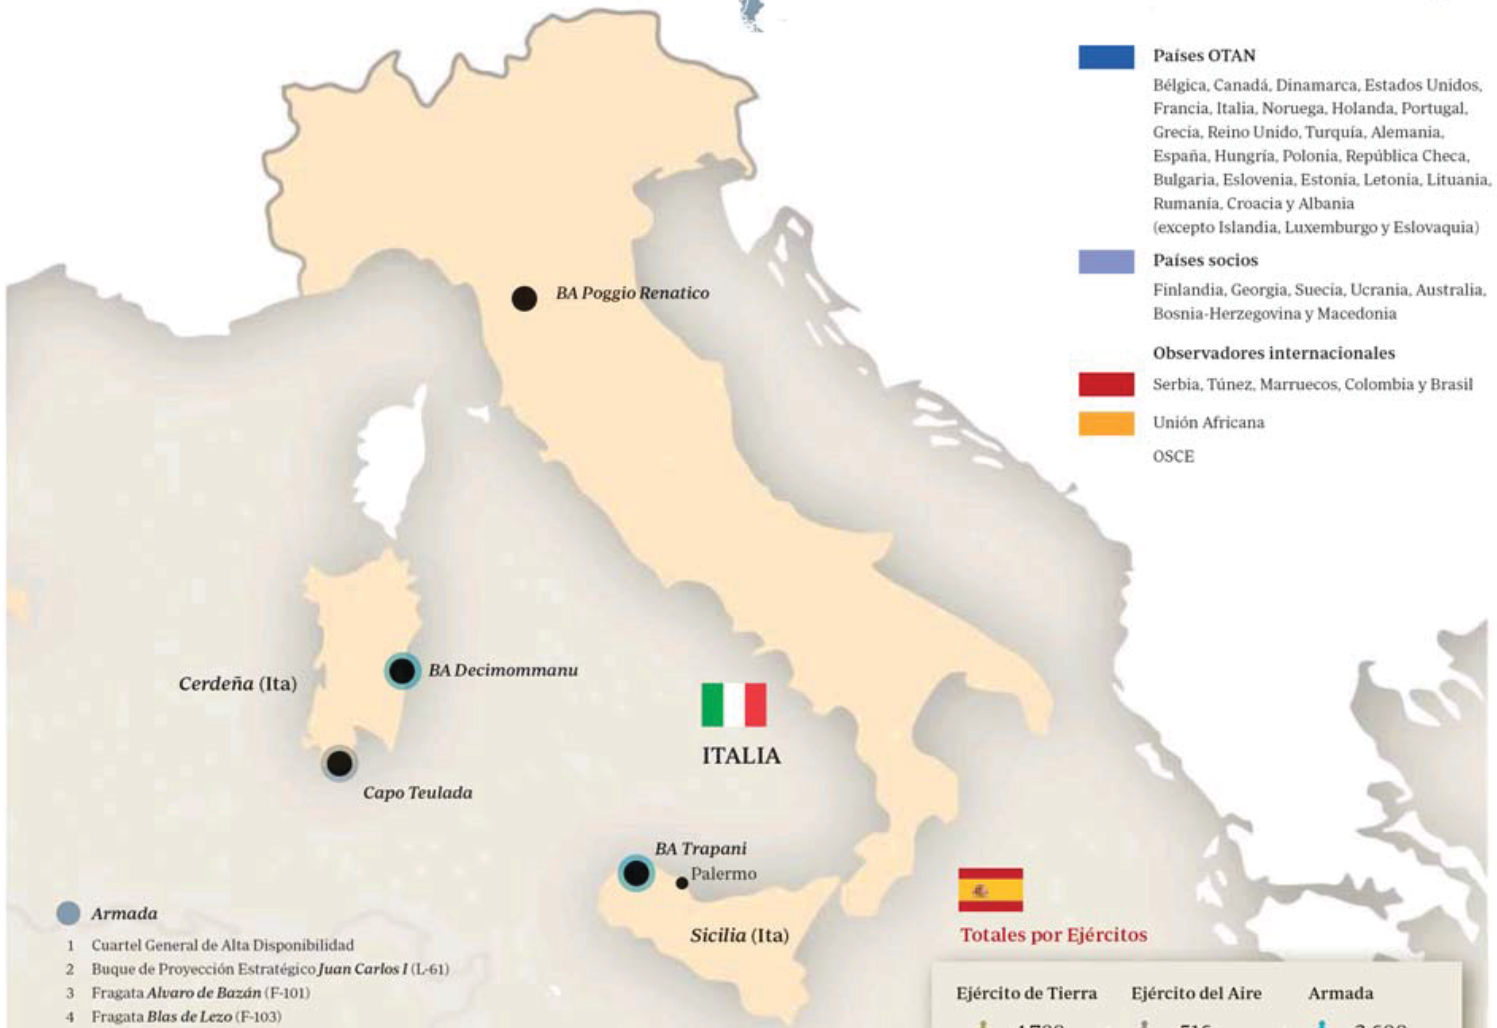 Países OTAN
Bélgica, Canadá, Dinamarca, Estados Unidos,
Francia, Italia, Noruega, Holanda, Portugal,
Grecia, Reino Unido, Turquía, Alemania,
España, Hungría, Polonia, República Checa,
Bulgaria, Eslovenia, Estonia, Letonia, Lituania,
Rumanía, Croacia y Albania
(excepto Islandia, Luxemburgo y Eslovaquia)
Países socios
Finlandia, Georgia, Suecia, Ucrania, Australia,
Bosnia-Herzegovina y Macedonia
Observadores internacionales
Serbia, Túnez, Marruecos, Colombia y Brasil
Unión Africana
OSCE
BA Poggio Renatico
BA Decimommanu
Cerdeña (Ita)
Capo Teulada
ITALIA
BA Trapani
Palermo
Sicilia (Ita)
Armada
1 Cuartel General de Alta Disponibilidad
2 Buque de Proyección Estratégico Juan Carlos I (L-61)
3 Fragata Alvaro de Bazán (F-101)
4 Fragata Blas de Lezo (F-103)
Totales por Ejércitos
Ejército de Tierra Ejército del Aire Armada